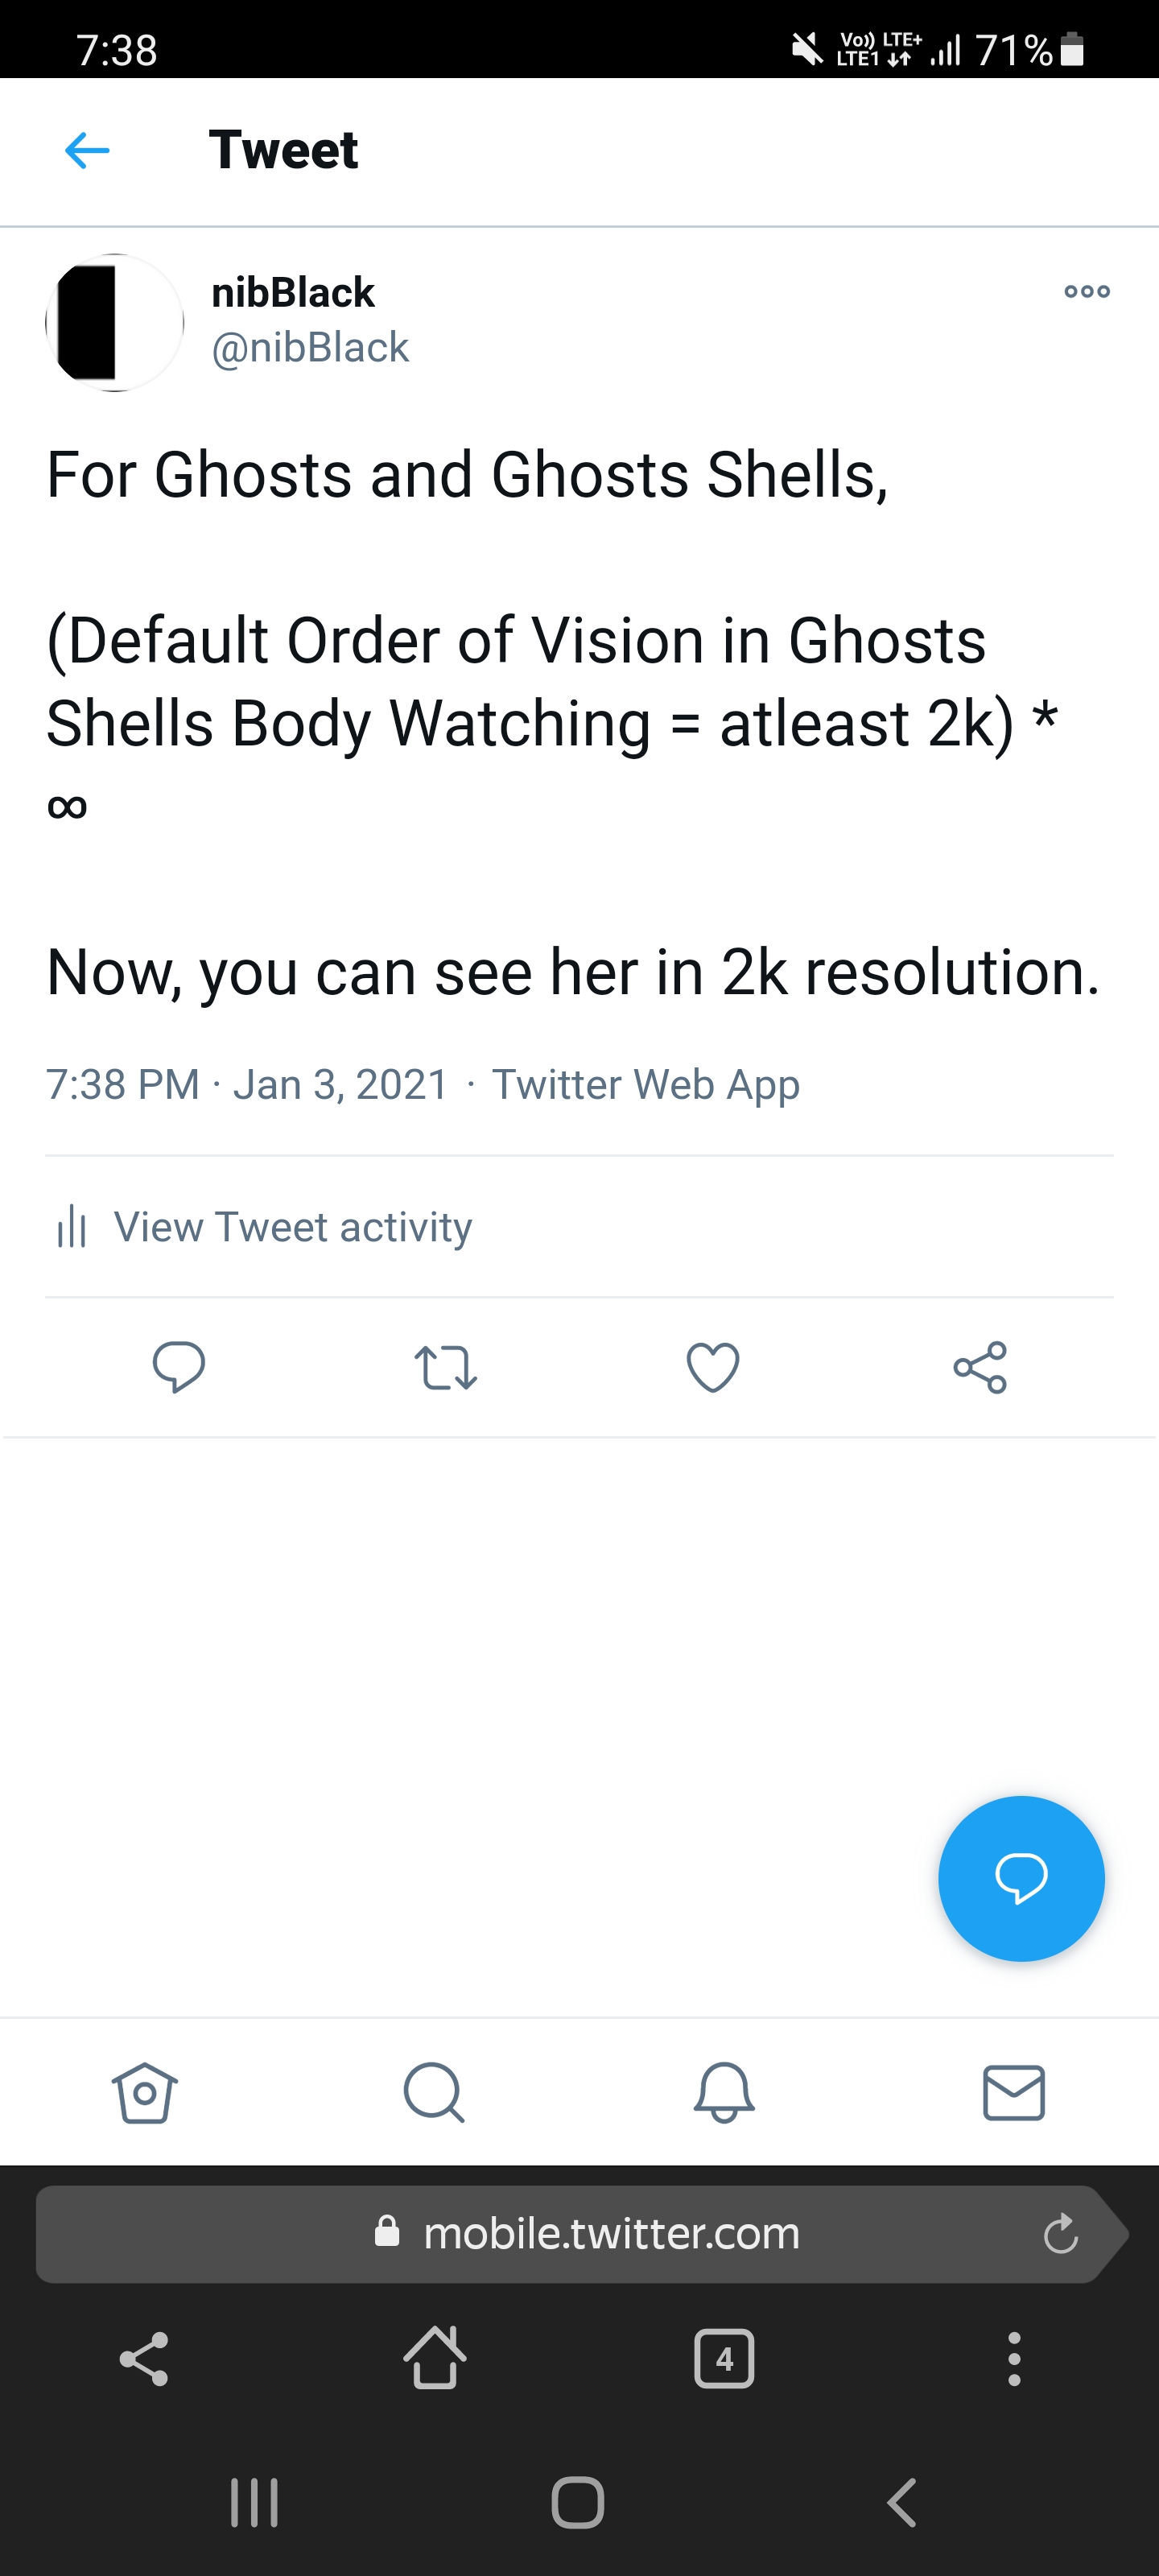 7:38 Vo)) LTE+ LTE1 71%
Tweet
nibBlack
@nibBlack
For Ghosts and Ghosts Shells,
(Default Order of Vision in Ghosts
Shells Body Watching = atleast 2k) *
∞
Now, you can see her in 2k resolution.
7:38 PM · Jan 3, 2021 · Twitter Web App
View Tweet activity
mobile.twitter.com
4